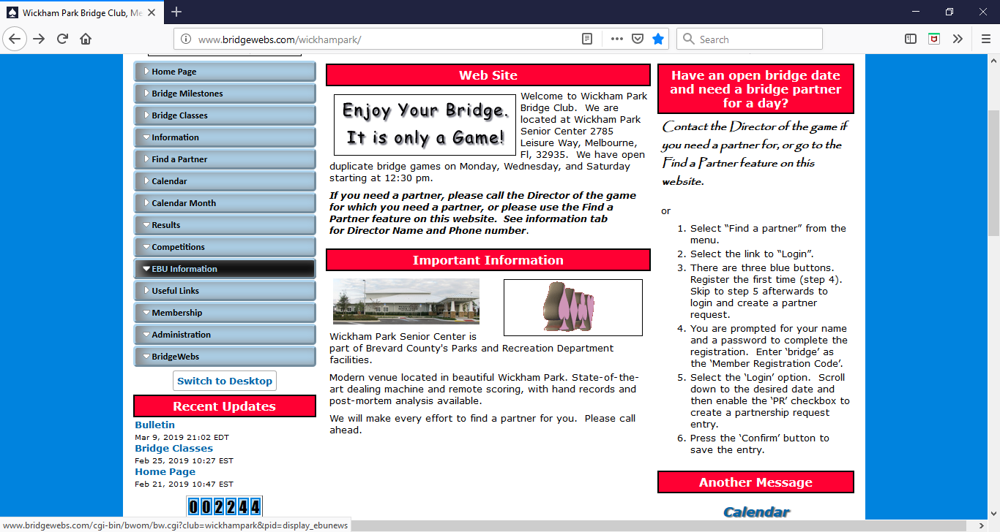 Wickham Park Bridge Club, Me
www.bridgewebs.com/wickhampark/
Search
Home Page
Bridge Milestones
Bridge Classes
Information
Find a Partner
Calendar
Calendar Month
Results
Competitions
EBU Information
Useful Links
Membership
Administration
BridgeWebs
Switch to Desktop
Recent Updates
Bulletin
Mar 9, 2019 21:02 EDT
Bridge Classes
Feb 25, 2019 10:27 EST
Home Page
Feb 21, 2019 10:47 EST
002244
Web Site
Enjoy Your Bridge.
It is only a Game!
Welcome to Wickham Park
Bridge Club.  We are
located at Wickham Park
Senior Center 2785
Leisure Way, Melbourne,
Fl, 32935.  We have open
duplicate bridge games on Monday, Wednesday, and Saturday
starting at 12:30 pm.
If you need a partner, please call the Director of the game
for which you need a partner, or please use the Find a
Partner feature on this website.  See information tab
for Director Name and Phone number.
Important Information
Wickham Park Senior Center is
part of Brevard County's Parks and Recreation Department
facilities.
Modern venue located in beautiful Wickham Park. State-of-the-
art dealing machine and remote scoring, with hand records and
post-mortem analysis available.
We will make every effort to find a partner for you.  Please call
ahead.
Have an open bridge date
and need a bridge partner
for a day?
Contact the Director of the game if
you need a partner for, or go to the
Find a Partner feature on this
website.
or
1. Select “Find a partner” from the
menu.
2. Select the link to “Login”.
3. There are three blue buttons.
Register the first time (step 4).
Skip to step 5 afterwards to
login and create a partner
request.
4. You are prompted for your name
and a password to complete the
registration.  Enter ‘bridge’ as
the ‘Member Registration Code’.
5. Select the ‘Login’ option.  Scroll
down to the desired date and
then enable the ‘PR’ checkbox to
create a partnership request
entry.
6. Press the ‘Confirm’ button to
save the entry.
Another Message
Calendar
www.bridgewebs.com/cgi-bin/bwom/bw.cgi?club=wickhampark&pid=display_ebunews